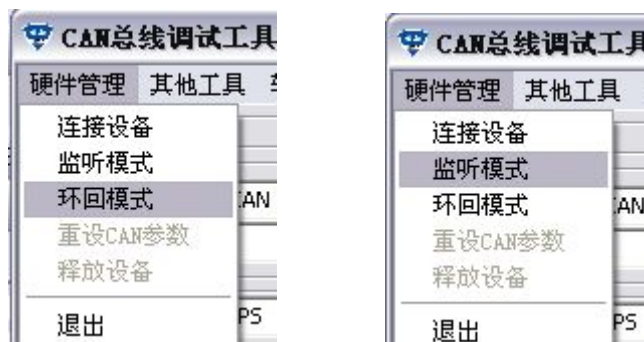 CAN总线调试工具
硬件管理 其他工具
连接设备
监听模式
环回模式
AN
重设CAN参数
释放设备
PS
退出
CAN总线调试工具
硬件管理 其他工具
连接设备
监听模式
环回模式
AN
重设CAN参数
释放设备
PS
退出